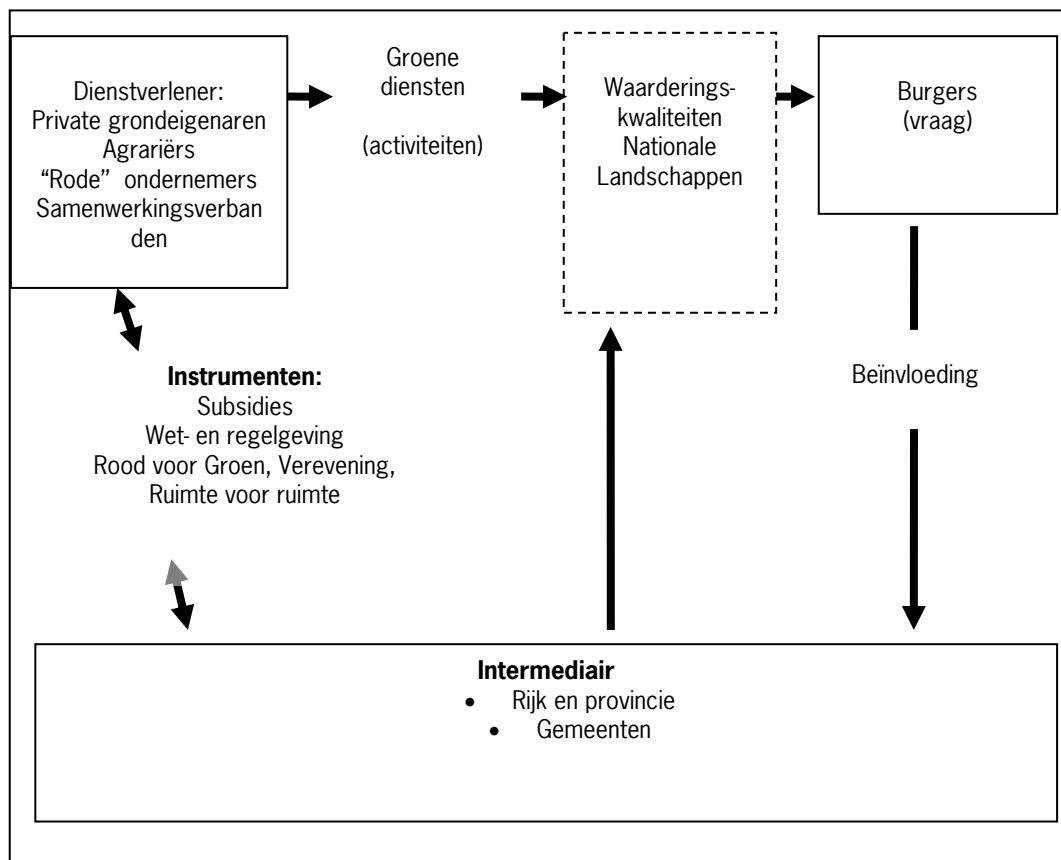 Dienstverlener:
Private grondeigenaren
Agrariërs
“Rode” ondernemers
Samenwerkingsverban
den
Groene
diensten
(activiteiten)
Waarderings-
kwaliteiten
Nationale
Landschappen
Burgers
(vraag)
Instrumenten:
Subsidies
Wet- en regelgeving
Rood voor Groen, Verevening,
Ruimte voor ruimte
Beïnvloeding
Intermediair
• Rijk en provincie
• Gemeenten